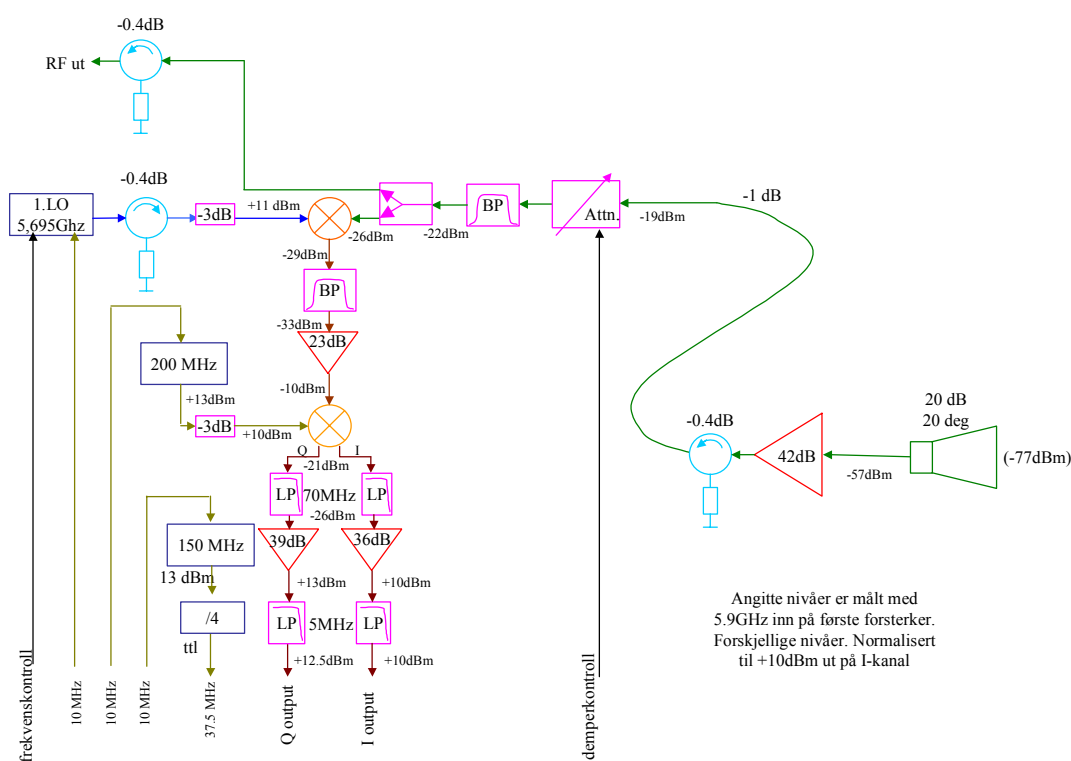 -0.4dB
RF ut
-0.4dB
1.LO
5,695Ghz
-3dB
+11 dBm
-26dBm
-22dBm
BP
Attn.
-19dBm
-1 dB
-29dBm
BP
-33dBm
23dB
-10dBm
200 MHz
+13dBm
-3dB
+10dBm
Q
I
-21dBm
LP
70MHz
LP
-26dBm
39dB
36dB
150 MHz
13 dBm
+13dBm
+10dBm
/4
ttl
LP
5MHz
LP
+12.5dBm
+10dBm
-0.4dB
42dB
-57dBm
20 dB
20 deg
(-77dBm)
Angitte nivåer er målt med
5.9GHz inn på første forsterker.
Forskjellige nivåer. Normalisert
til +10dBm ut på I-kanal
frekvenskontroll
10 MHz
10 MHz
10 MHz
37.5 MHz
Q output
I output
demperkontroll